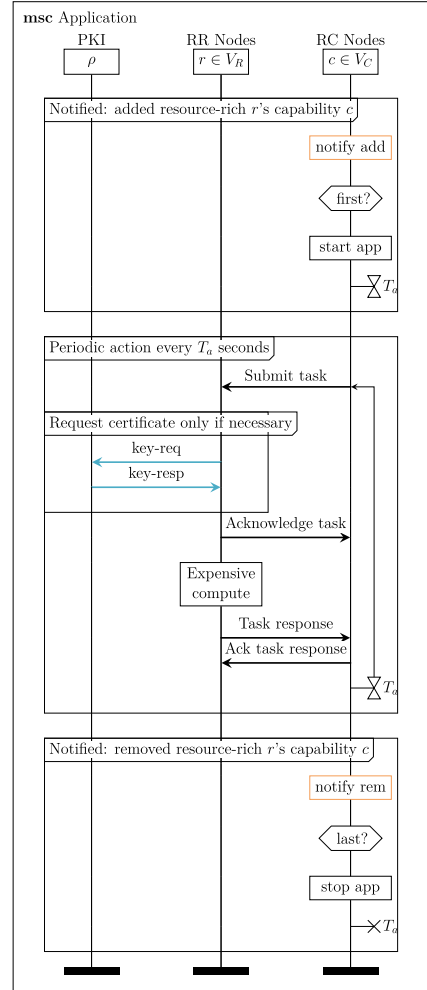 msc Application
PKI RR Nodes RC Nodes
ρ r ∈ V_R c ∈ V_C
Notified: added resource-rich r's capability c
notify add
first?
start app
T_a
Periodic action every T_a seconds
Submit task
Request certificate only if necessary
key-req
key-resp
Acknowledge task
Expensive
compute
Task response
Ack task response
T_a
Notified: removed resource-rich r's capability c
notify rem
last?
stop app
T_a